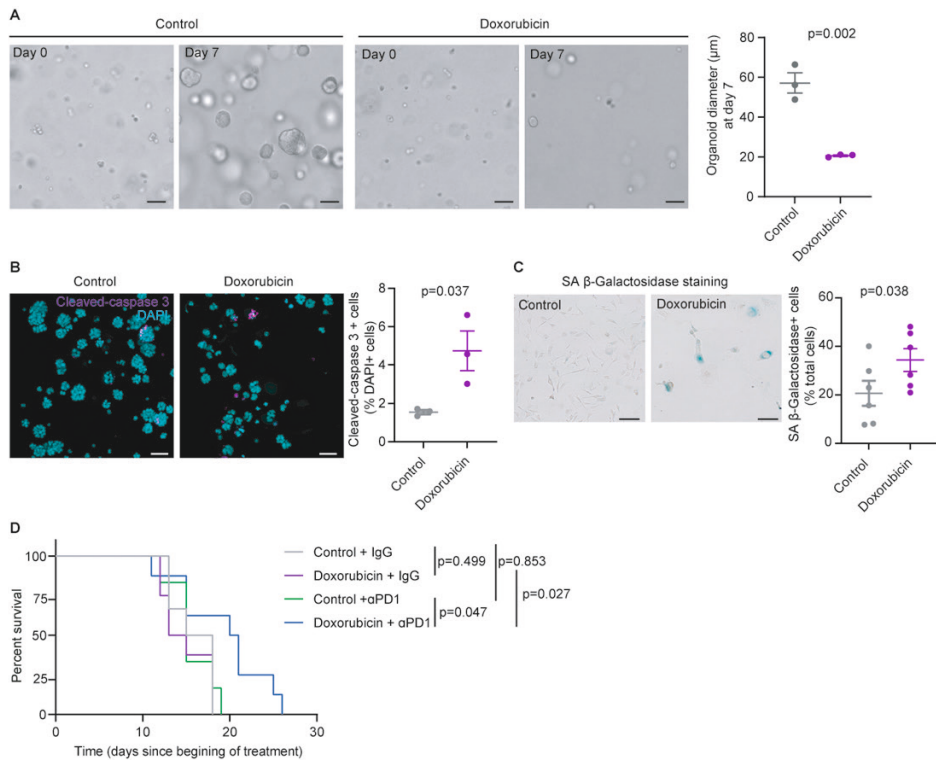 A
Control
Doxorubicin
Day 0
Day 7
Day 0
Day 7
Organoid diameter (µm)
at day 7
80
60
40
20
0
p=0.002
Control
Doxorubicin
B
Control
Doxorubicin
Cleaved-caspase 3
DAPI
Cleaved-caspase 3 + cells
(% DAPI+ cells)
8
6
4
2
0
p=0.037
Control
Doxorubicin
C
SA β-Galactosidase staining
Control
Doxorubicin
SA β-Galactosidase+ cells
(% total cells)
60
40
20
0
p=0.038
Control
Doxorubicin
D
Percent survival
100
75
50
25
0
0
10
20
30
Time (days since begining of treatment)
Control + IgG
Doxorubicin + IgG
Control +αPD1
Doxorubicin + αPD1
p=0.499
p=0.853
p=0.047
p=0.027